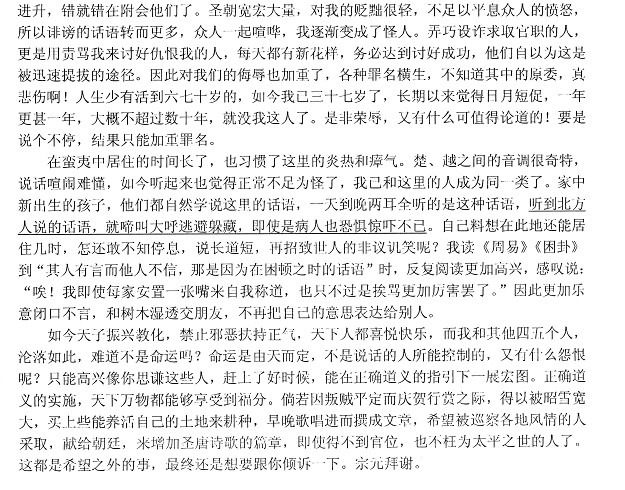 进升，错就错在附会他们了。圣朝宽宏大量，对我的贬黜很轻，不足以平息众人的愤怒，
所以诽谤的话语转而更多，众人一起喧哗，我逐渐变成了怪人。弄巧设诈求取官职的人，
更是用责骂我来讨好仇恨我的人，每天都有新花样，务必达到讨好成功，他们自以为这是
被迅速提拔的途径。因此对我们的侮辱也加重了，各种罪名横生，不知道其中的原委，真
悲伤啊！人生少有活到六七十岁的，如今我已三十七岁了，长期以来觉得日月短促，一年
更甚一年，大概不超过数十年，就没我这人了。是非荣辱，又有什么可值得论道的！要是
说个不停，结果只能加重罪名。
在蛮夷中居住的时间长了，也习惯了这里的炎热和瘴气。楚、越之间的音调很奇特，
说话喧闹难懂，如今听起来也觉得正常不足为怪了，我已和这里的人成为同一类了。家中
新出生的孩子，他们都自然学说这里的话语，一天到晚两耳全听的是这种话语，听到北方
人说的话语，就啼叫大呼逃避躲藏，即使是病人也恐惧惊吓不已。自己料想在此地还能居
住几时，怎还敢不知停息，说长道短，再招致世人的非议讥笑呢？我读《周易》《困卦》
到“其人有言而他人不信，那是因为在困顿之时的话语”时，反复阅读更加高兴，感叹说：
“唉！我即使每家安置一张嘴来自我称道，也只不过是挨骂更加厉害罢了。”因此更加乐
意闭口不言，和树木湿透交朋友，不再把自己的意思表达给别人。
如今天子振兴教化，禁止邪恶扶持正气，天下人都喜悦快乐，而我和其他四五个人，
沦落如此，难道不是命运吗？命运是由天而定，不是说话的人所能控制的，又有什么怨恨
呢？只能高兴像你思谦这些人，赶上了好时候，能在正确道义的指引下一展宏图。正确道
义的实施，天下万物都能够享受到福分。倘若因叛贼平定而庆贺行赏之际，得以被昭雪宽
大，买上些能养活自己的土地来耕种，早晚歌唱进而撰成文章，希望被巡察各地风情的人
采取，献给朝廷，来增加圣唐诗歌的篇章，即使得不到官位，也不枉为太平之世的人了。
这都是希望之外的事，最终还是想要跟你倾诉一下。宗元拜谢。